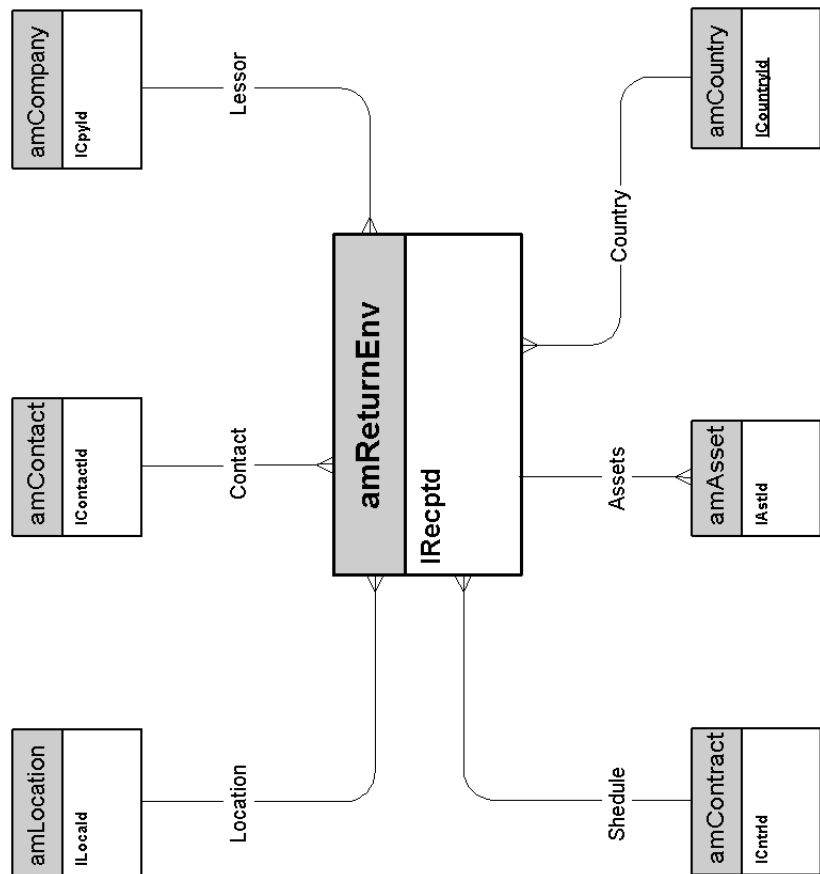 amLocation
lLocaId
amContact
lContactId
amCompany
lCpyId
Location
Contact
Lessor
amReturnEnv
lRecptd
Shedule
Assets
Country
amContract
lCntrId
amAsset
lAstId
amCountry
lCountryId